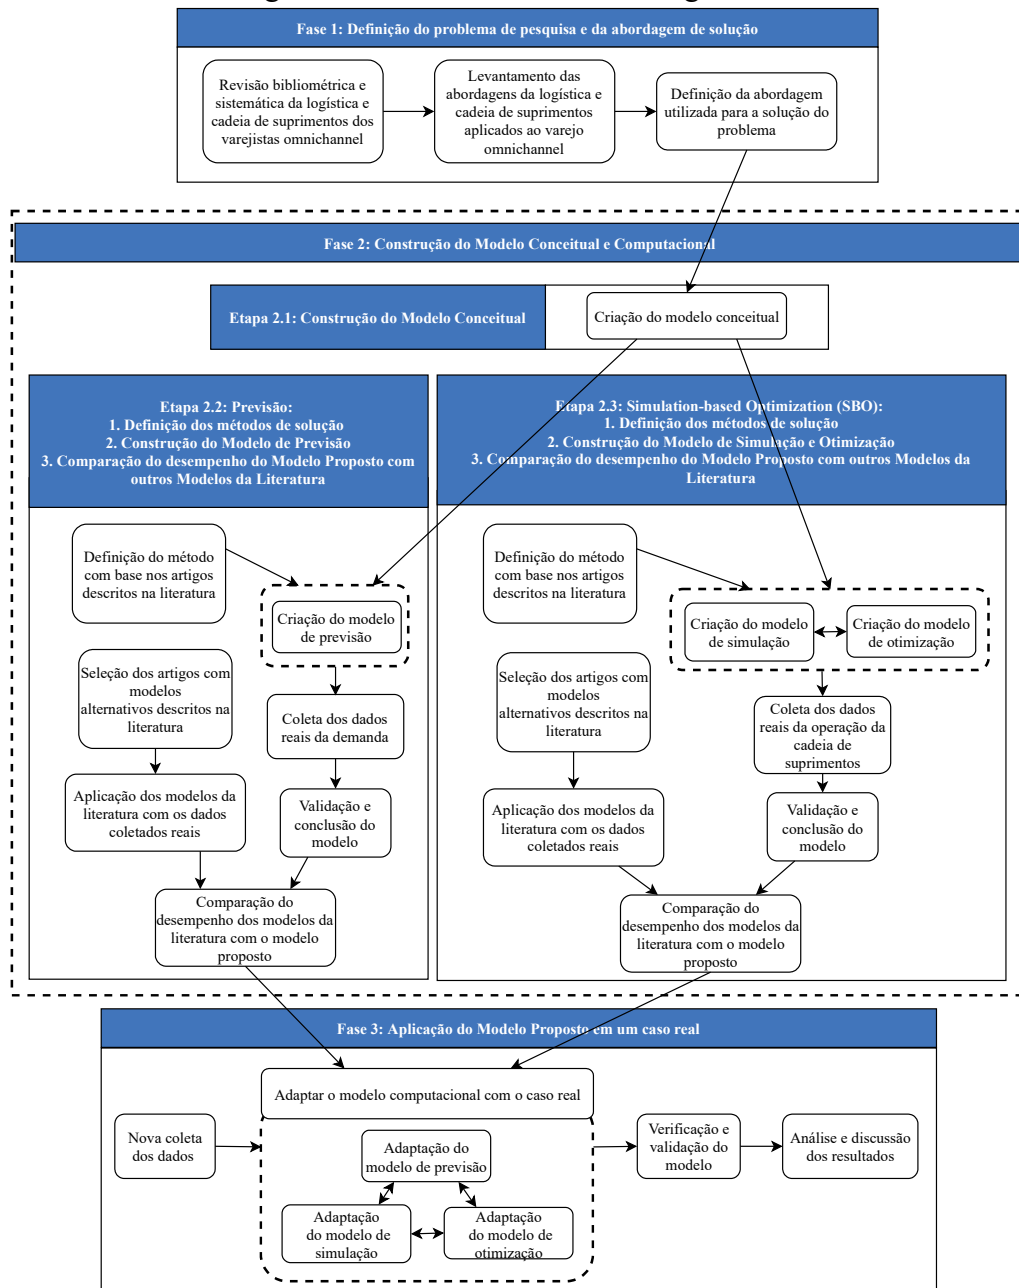 Fase 1: Definição do problema de pesquisa e da abordagem de solução
Revisão bibliométrica e
sistemática da logística e
cadeia de suprimentos dos
varejistas omnichannel
Levantamento das
abordagens da logística e
cadeia de suprimentos
aplicados ao varejo
omnichannel
Definição da abordagem
utilizada para a solução do
problema
Fase 2: Construção do Modelo Conceitual e Computacional
Etapa 2.1: Construção do Modelo Conceitual
Criação do modelo conceitual
Etapa 2.2: Previsão:
1. Definição dos métodos de solução
2. Construção do Modelo de Previsão
3. Comparação do desempenho do Modelo Proposto com
outros Modelos da Literatura
Definição do método
com base nos artigos
descritos na literatura
Criação do modelo
de previsão
Seleção dos artigos com
modelos
alternativos descritos na
literatura
Coleta dos dados
reais da demanda
Aplicação dos modelos da
literatura com os dados
coletados reais
Validação e
conclusão do
modelo
Comparação do
desempenho dos modelos da
literatura com o modelo
proposto
Etapa 2.3: Simulation-based Optimization (SBO):
1. Definição dos métodos de solução
2. Construção do Modelo de Simulação e Otimização
3. Comparação do desempenho do Modelo Proposto com outros Modelos da
Literatura
Definição do método
com base nos artigos
descritos na literatura
Criação do modelo
de simulação
Criação do modelo
de otimização
Seleção dos artigos com
modelos
alternativos descritos na
literatura
Coleta dos dados
reais da operação da
cadeia de
suprimentos
Aplicação dos modelos da
literatura com os dados
coletados reais
Validação e
conclusão do
modelo
Comparação do
desempenho dos modelos da
literatura com o modelo
proposto
Fase 3: Aplicação do Modelo Proposto em um caso real
Adaptar o modelo computacional com o caso real
Nova coleta
dos dados
Adaptação do
modelo de previsão
Adaptação
do modelo de
simulação
Adaptação
do modelo de
otimização
Verificação e
validação do
modelo
Análise e discussão
dos resultados